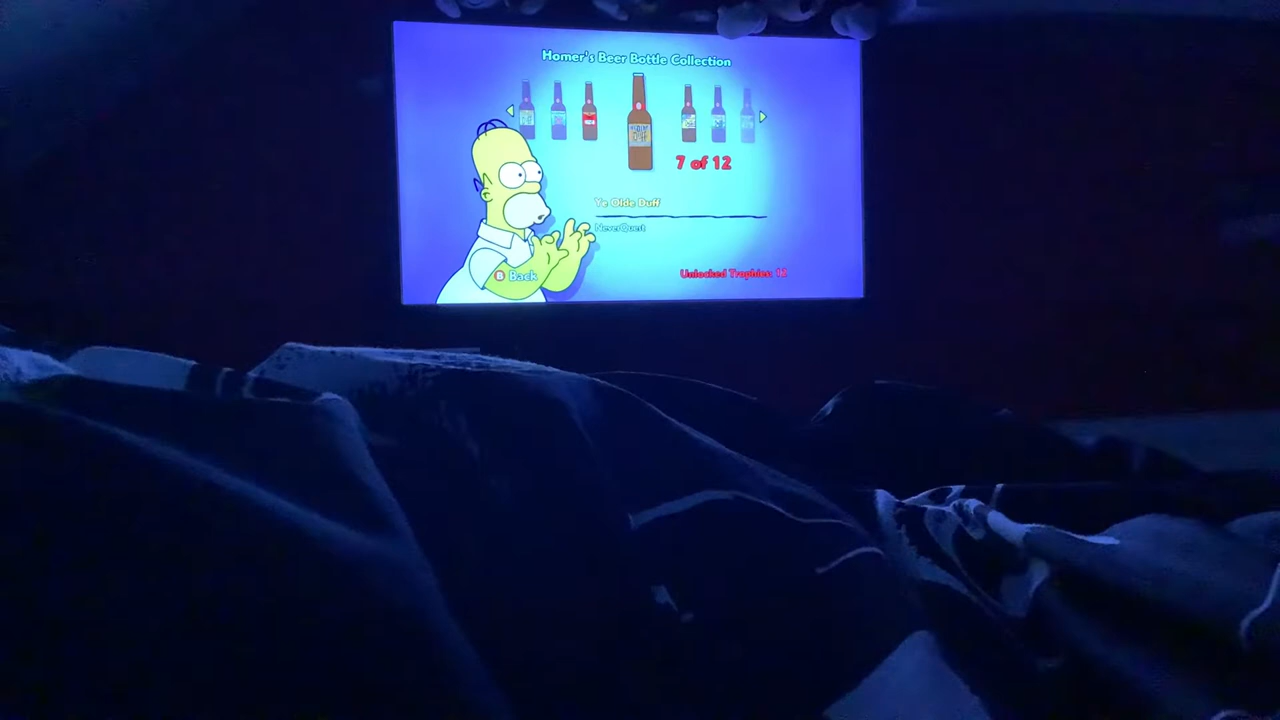 Homer's Beer Bottle Collection
7 of 12
Ye Olde Duff
NeverQuest
B Back
Unlocked Trophies: 12